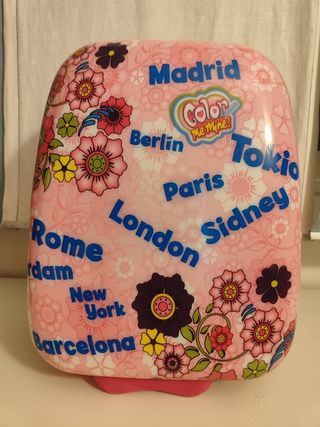 Madrid
Color
me mine!
Berlin
Tokio
Paris
Sidney
London
Rome
rdam
New
York
Barcelona